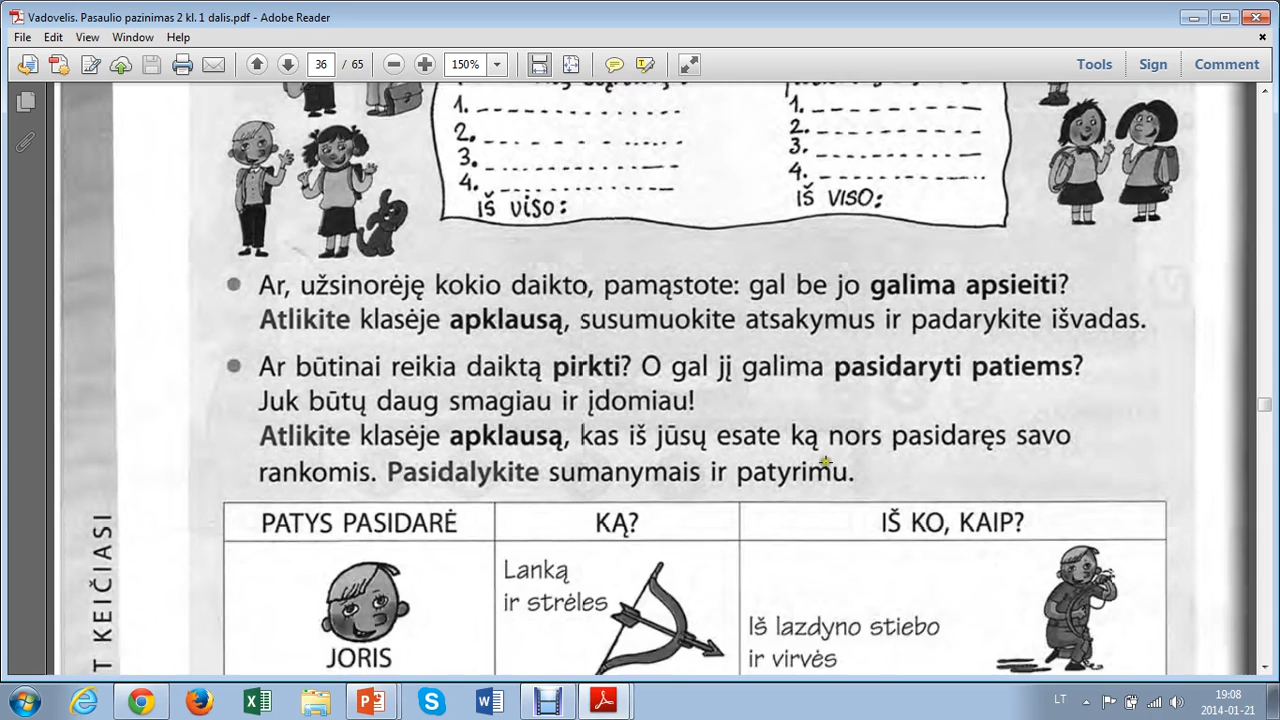 Vadovelis. Pasaulio pazinimas 2 kl. 1 dalis.pdf - Adobe Reader
File Edit View Window Help
36 / 65 150% Tools Sign Comment
1. 1.
2. 2.
3. 3.
4. 4.
IŠ VISO: IŠ VISO:
Ar, užsinorėję kokio daikto, pamąstote: gal be jo galima apsieiti?
Atlikite klasėje apklausą, susumuokite atsakymus ir padarykite išvadas.
Ar būtinai reikia daiktą pirkti? O gal jį galima pasidaryti patiems?
Juk būtų daug smagiau ir įdomiau!
Atlikite klasėje apklausą, kas iš jūsų esate ką nors pasidaręs savo
rankomis. Pasidalykite sumanymais ir patyrimu.
PATYS PASIDARĖ KĄ? IŠ KO, KAIP?
Lanką
ir strėles
Iš lazdyno stiebo
ir virvės
JORIS
T KEIČIASI
LT 19:08
2014-01-21